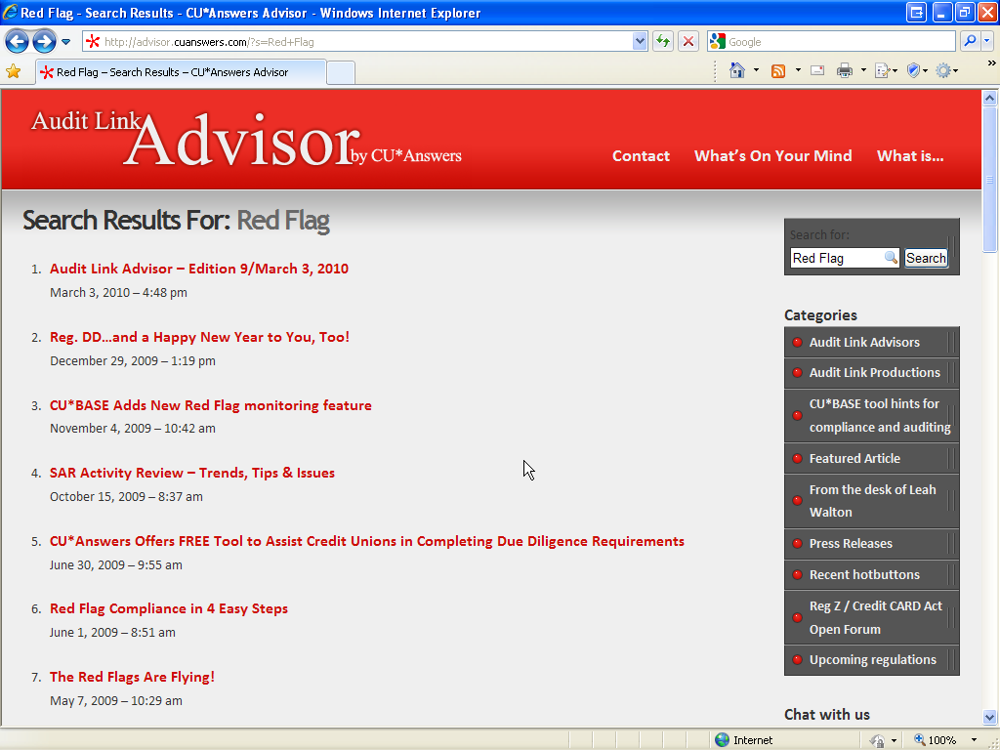 Red Flag - Search Results - CU*Answers Advisor - Windows Internet Explorer
http://advisor.cuanswers.com/?s=Red+Flag
Google
Red Flag – Search Results – CU*Answers Advisor
Audit Link Advisor by CU*Answers
Contact
What's On Your Mind
What is...
Search Results For: Red Flag
1. Audit Link Advisor – Edition 9/March 3, 2010
March 3, 2010 – 4:48 pm
2. Reg. DD...and a Happy New Year to You, Too!
December 29, 2009 – 1:19 pm
3. CU*BASE Adds New Red Flag monitoring feature
November 4, 2009 – 10:42 am
4. SAR Activity Review – Trends, Tips & Issues
October 15, 2009 – 8:37 am
5. CU*Answers Offers FREE Tool to Assist Credit Unions in Completing Due Diligence Requirements
June 30, 2009 – 9:55 am
6. Red Flag Compliance in 4 Easy Steps
June 1, 2009 – 8:51 am
7. The Red Flags Are Flying!
May 7, 2009 – 10:29 am
Search for:
Red Flag
Search
Categories
Audit Link Advisors
Audit Link Productions
CU*BASE tool hints for
compliance and auditing
Featured Article
From the desk of Leah
Walton
Press Releases
Recent hotbuttons
Reg Z / Credit CARD Act
Open Forum
Upcoming regulations
Chat with us
Internet
100%